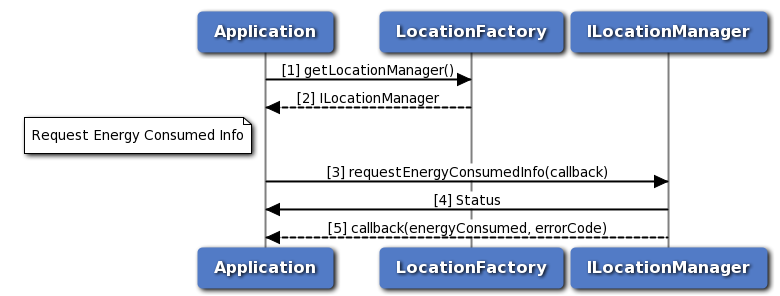 Application LocationFactory ILocationManager
[1] getLocationManager()
[2] ILocationManager
Request Energy Consumed Info
[3] requestEnergyConsumedInfo(callback)
[4] Status
[5] callback(energyConsumed, errorCode)
Application LocationFactory ILocationManager